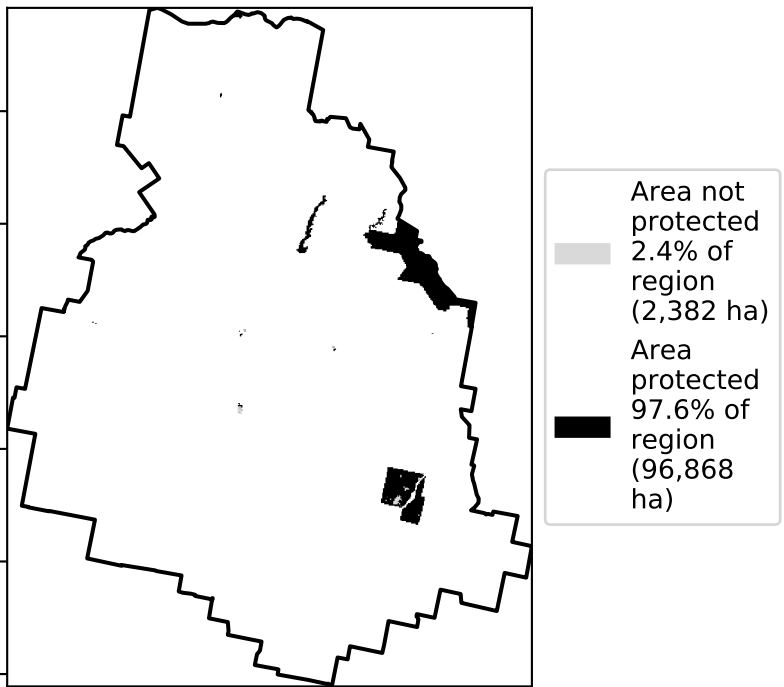 Area not
protected
2.4% of
region
(2,382 ha)
Area
protected
97.6% of
region
(96,868
ha)